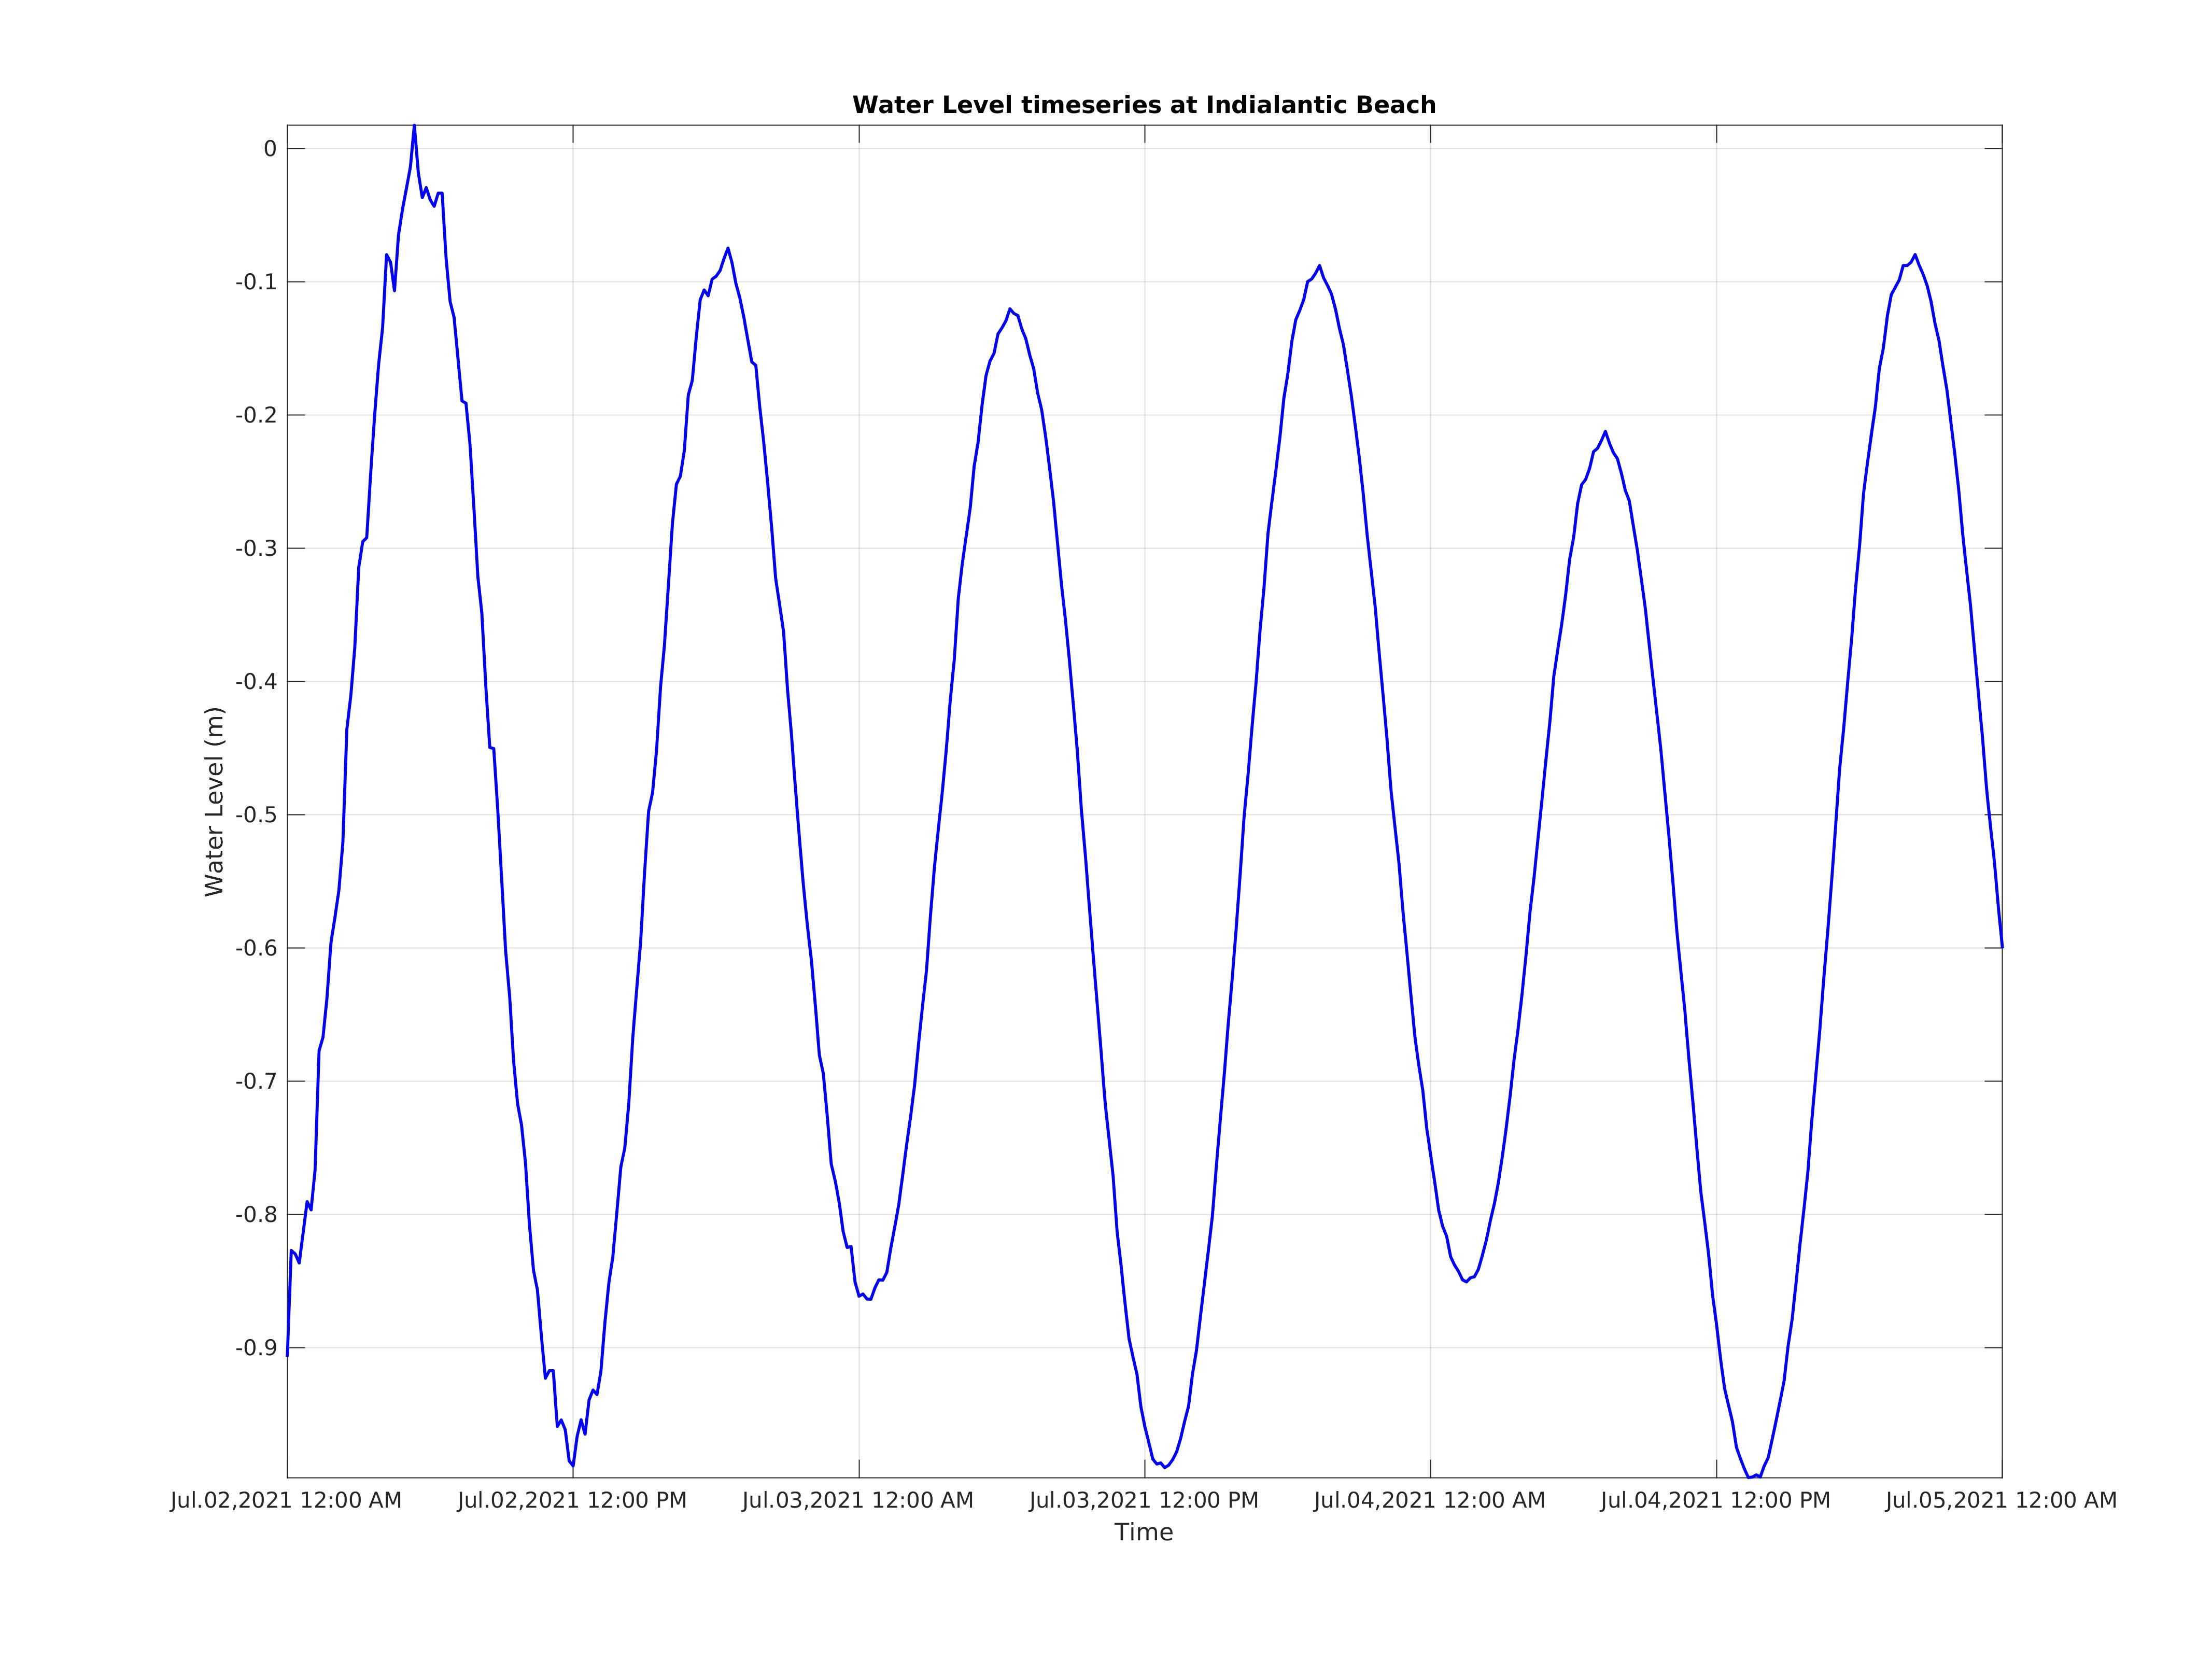 Water Level timeseries at Indialantic Beach
0
-0.1
-0.2
-0.3
-0.4
-0.5
-0.6
-0.7
-0.8
-0.9
Water Level (m)
Jul.02,2021 12:00 AM
Jul.02,2021 12:00 PM
Jul.03,2021 12:00 AM
Jul.03,2021 12:00 PM
Jul.04,2021 12:00 AM
Jul.04,2021 12:00 PM
Jul.05,2021 12:00 AM
Time